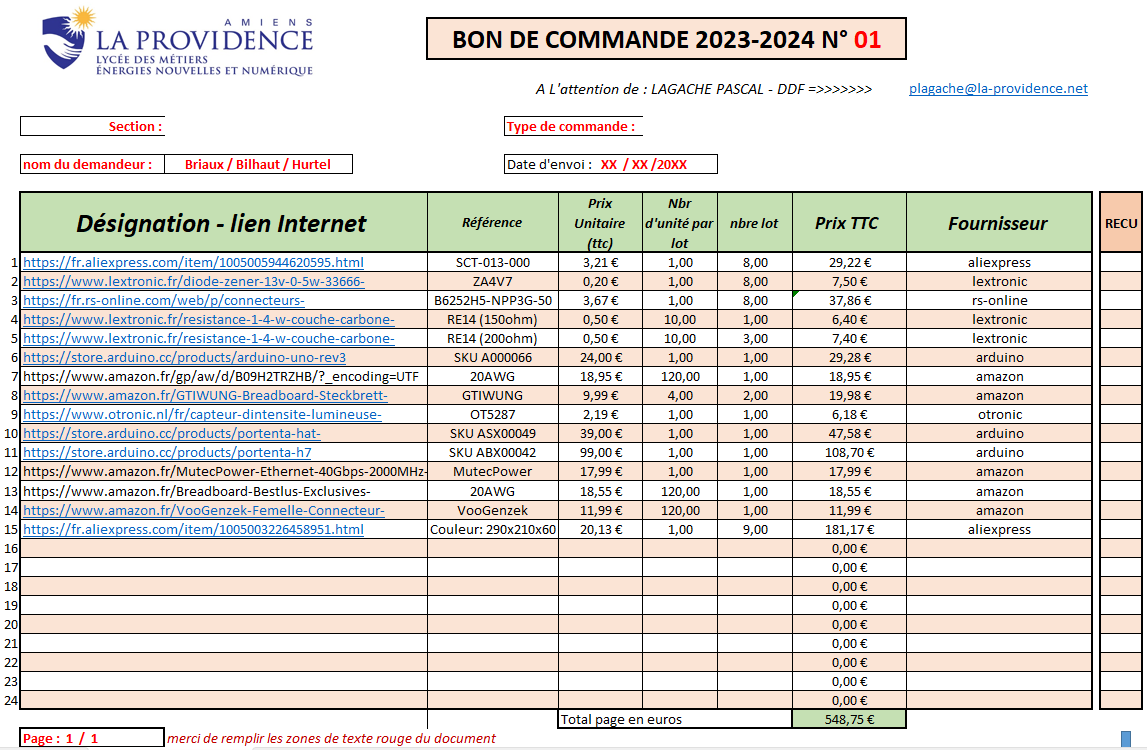 AMIENS
LA PROVIDENCE
LYCÉE DES MÉTIERS
ÉNERGIES NOUVELLES ET NUMÉRIQUE
BON DE COMMANDE 2023-2024 N° 01
A L'attention de : LAGACHE PASCAL - DDF =>>>>>>> plagache@la-providence.net
Section : Type de commande :
nom du demandeur : Briaux / Bilhaut / Hurtel Date d'envoi : XX / XX /20XX
Désignation - lien Internet Référence Prix Unitaire (ttc) Nbr d'unité par lot nbre lot Prix TTC Fournisseur RECU
1 https://fr.aliexpress.com/item/1005005944620595.html SCT-013-000 3,21 € 1,00 8,00 29,22 € aliexpress
2 https://www.lextronic.fr/diode-zener-13v-0-5w-33666- ZA4V7 0,20 € 1,00 8,00 7,50 € lextronic
3 https://fr.rs-online.com/web/p/connecteurs- B6252H5-NPP3G-50 3,67 € 1,00 8,00 37,86 € rs-online
4 https://www.lextronic.fr/resistance-1-4-w-couche-carbone- RE14 (150ohm) 0,50 € 10,00 1,00 6,40 € lextronic
5 https://www.lextronic.fr/resistance-1-4-w-couche-carbone- RE14 (200ohm) 0,50 € 10,00 3,00 7,40 € lextronic
6 https://store.arduino.cc/products/arduino-uno-rev3 SKU A000066 24,00 € 1,00 1,00 29,28 € arduino
7 https://www.amazon.fr/gp/aw/d/B09H2TRZHB/?_encoding=UTF 20AWG 18,95 € 120,00 1,00 18,95 € amazon
8 https://www.amazon.fr/GTIWUNG-Breadboard-Steckbrett- GTIWUNG 9,99 € 4,00 2,00 19,98 € amazon
9 https://www.otronic.nl/fr/capteur-dintensite-lumineuse- OT5287 2,19 € 1,00 1,00 6,18 € otronic
10 https://store.arduino.cc/products/portenta-hat- SKU ASX00049 39,00 € 1,00 1,00 47,58 € arduino
11 https://store.arduino.cc/products/portenta-h7 SKU ABX00042 99,00 € 1,00 1,00 108,70 € arduino
12 https://www.amazon.fr/MutecPower-Ethernet-40Gbps-2000MHz- MutecPower 17,99 € 1,00 1,00 17,99 € amazon
13 https://www.amazon.fr/Breadboard-Bestlus-Exclusives- 20AWG 18,55 € 120,00 1,00 18,55 € amazon
14 https://www.amazon.fr/VooGenzek-Femelle-Connecteur- VooGenzek 11,99 € 120,00 1,00 11,99 € amazon
15 https://fr.aliexpress.com/item/1005003226458951.html Couleur: 290x210x60 20,13 € 1,00 9,00 181,17 € aliexpress
16 0,00 €
17 0,00 €
18 0,00 €
19 0,00 €
20 0,00 €
21 0,00 €
22 0,00 €
23 0,00 €
24 0,00 €
Total page en euros 548,75 €
Page : 1 / 1 merci de remplir les zones de texte rouge du document